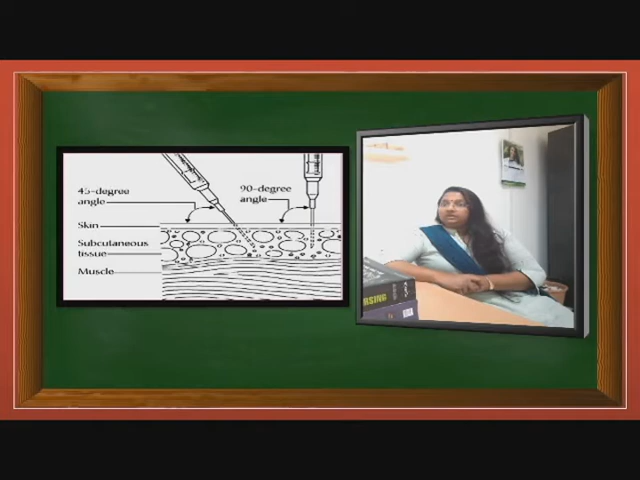 45-degree
angle
90-degree
angle
Skin
Subcutaneous
tissue
Muscle
RSING